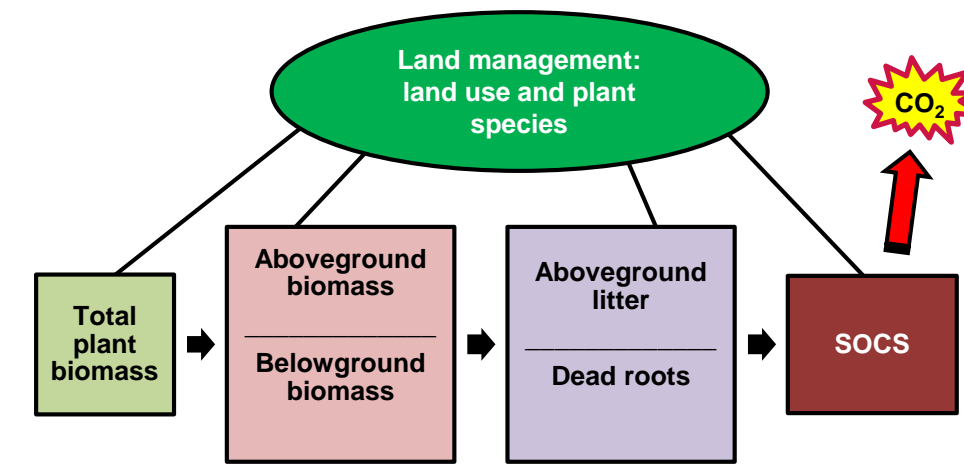 Land management:
land use and plant
species
CO₂
Total
plant
biomass
Aboveground
biomass
Belowground
biomass
Aboveground
litter
Dead roots
SOCS